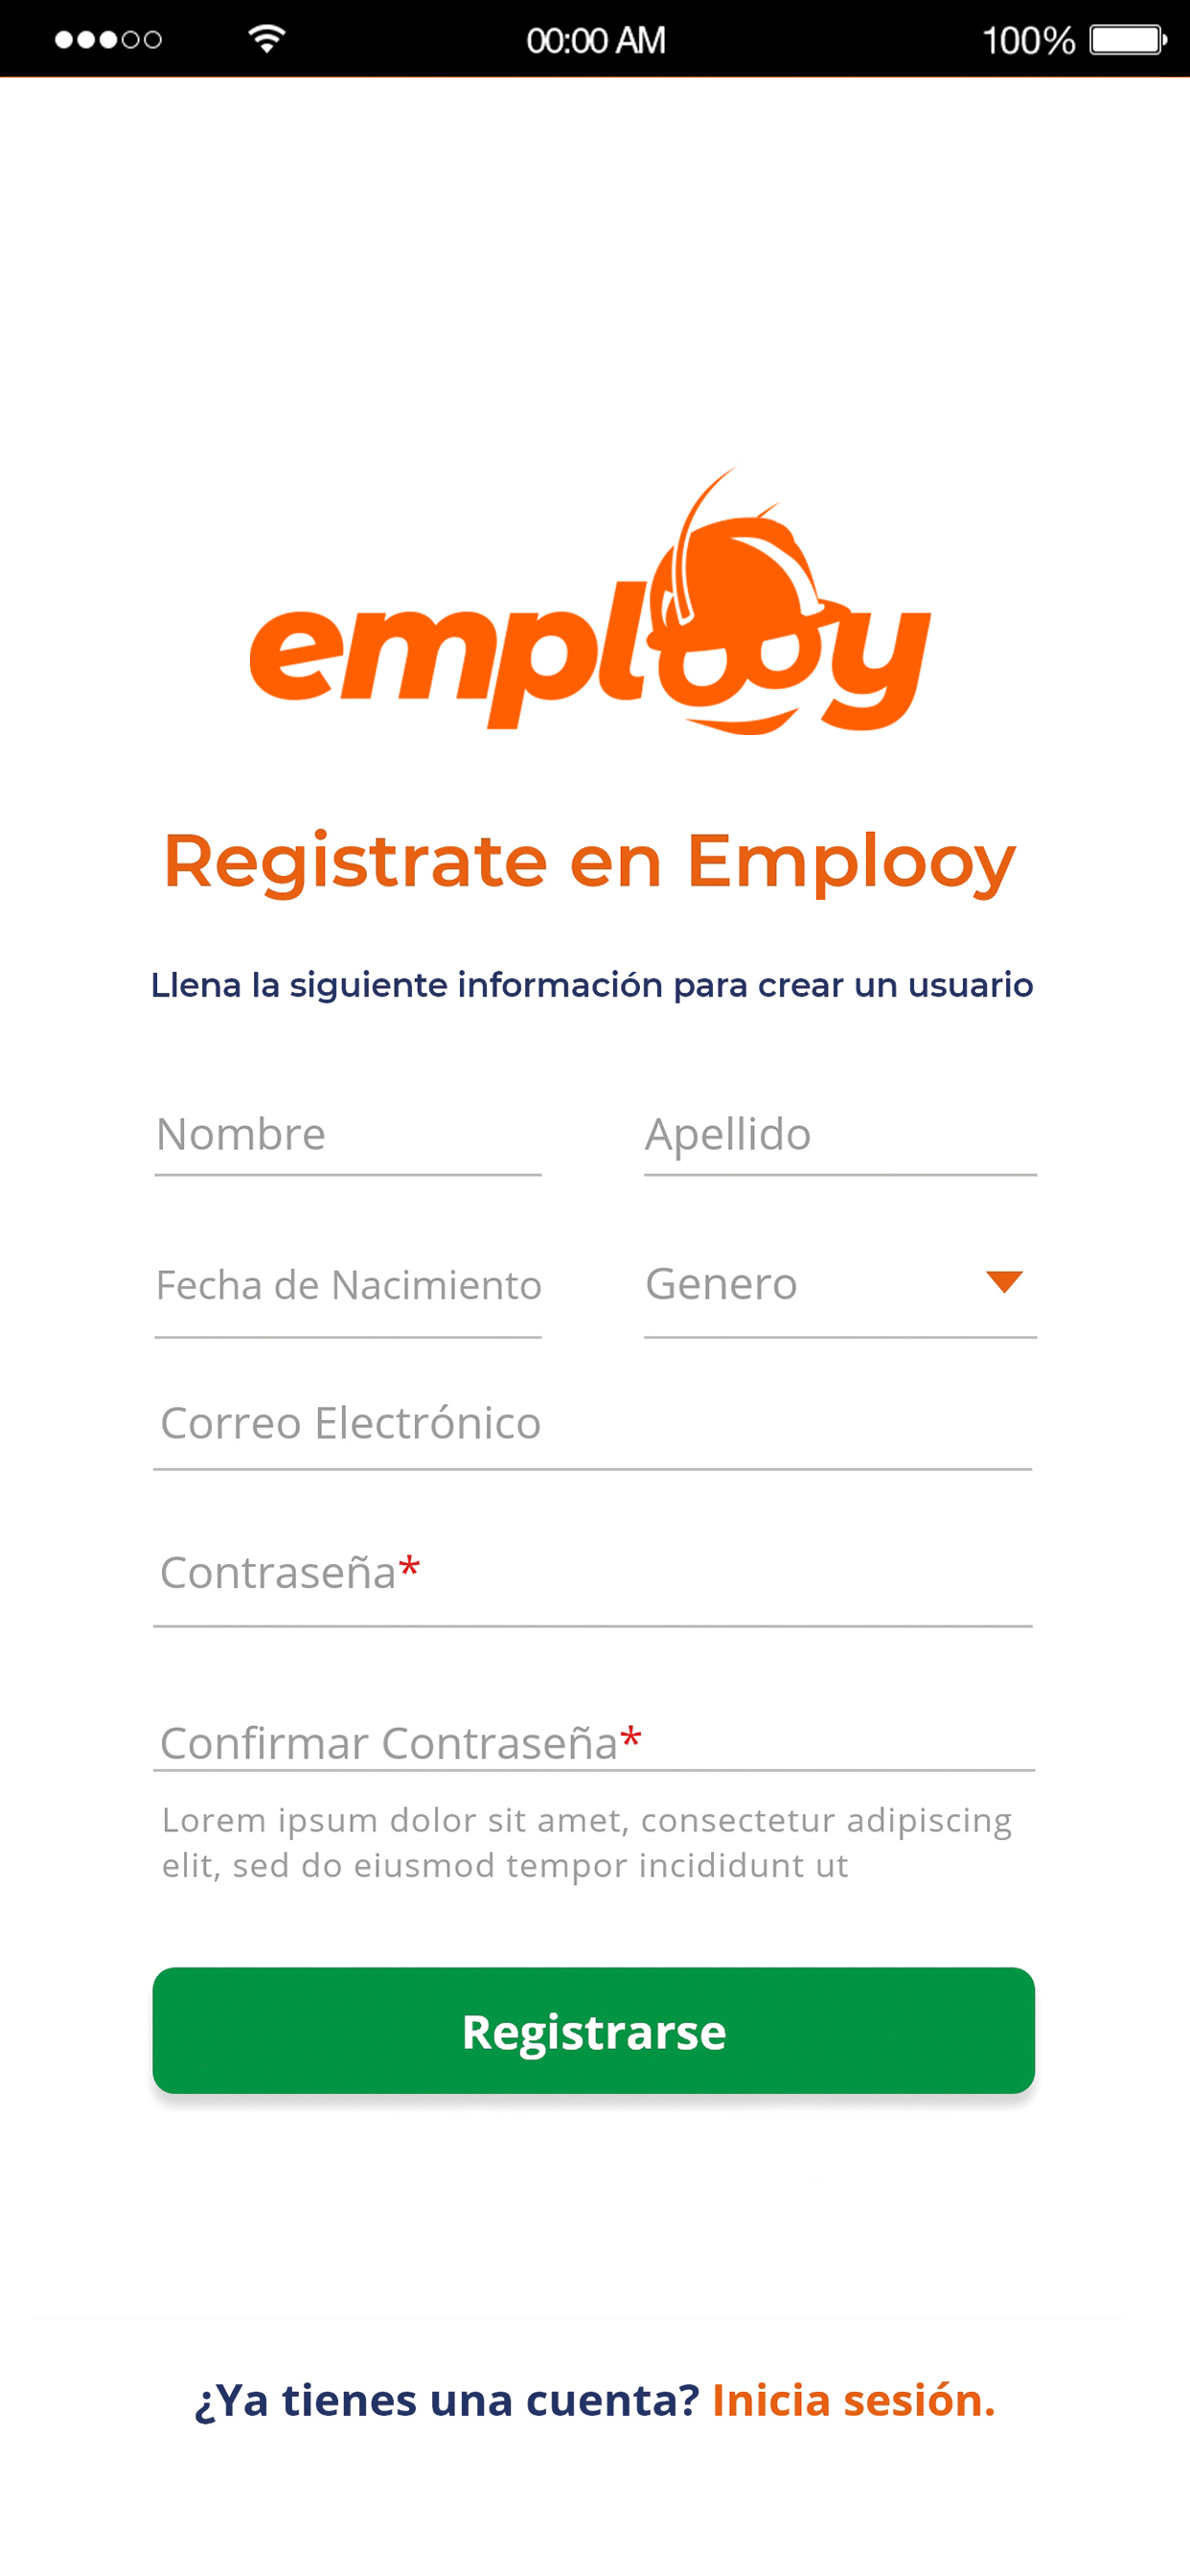 00:00 AM 100%
emplooy
Registrate en Emplooy
Llena la siguiente información para crear un usuario
Nombre Apellido
Fecha de Nacimiento Genero
Correo Electrónico
Contraseña*
Confirmar Contraseña*
Lorem ipsum dolor sit amet, consectetur adipiscing
elit, sed do eiusmod tempor incididunt ut
Registrarse
¿Ya tienes una cuenta? Inicia sesión.